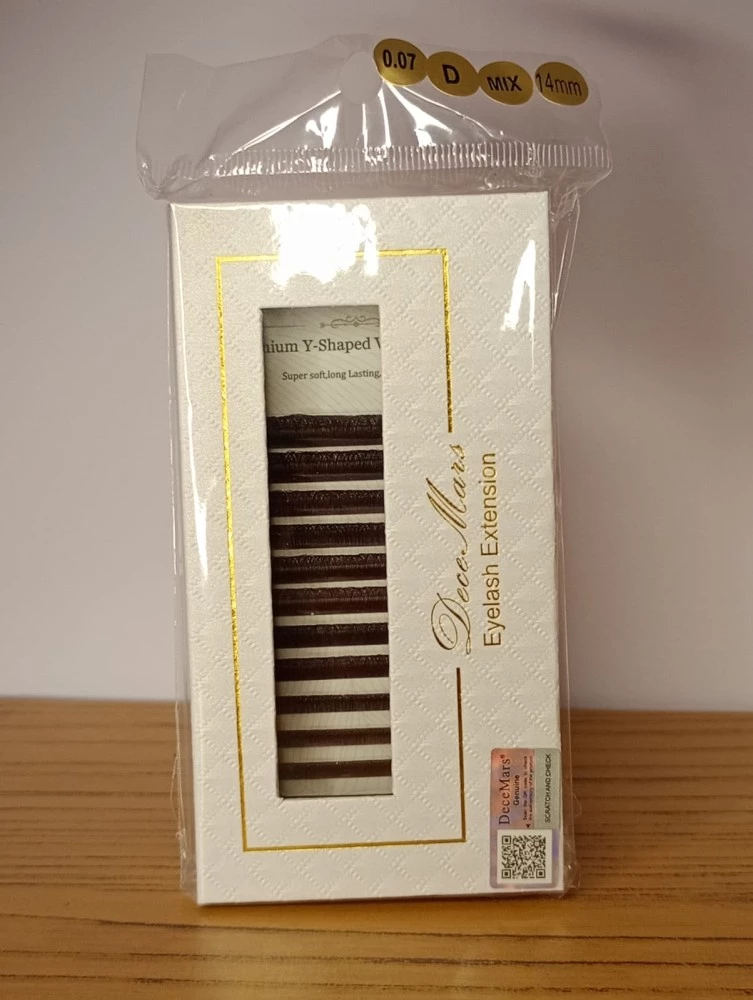 0.07
D
MIX
14mm
nium Y-Shaped V
Super soft,long Lasting,
DeceMars
Eyelash Extension
DeceMars®
Genuine
SCRATCH AND CHECK